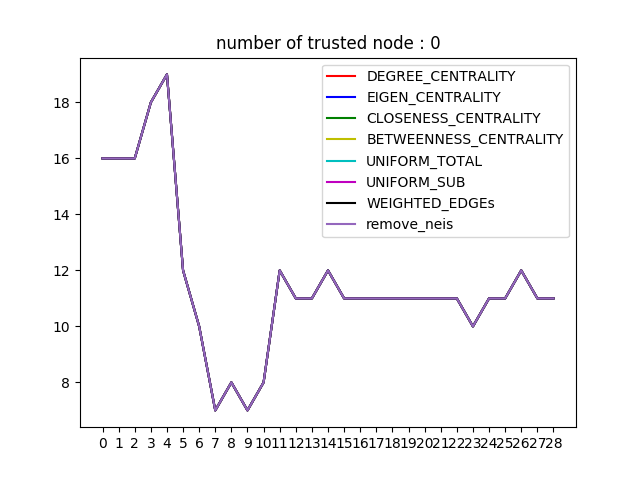 number of trusted node : 0
DEGREE_CENTRALITY
EIGEN_CENTRALITY
CLOSENESS_CENTRALITY
BETWEENNESS_CENTRALITY
UNIFORM_TOTAL
UNIFORM_SUB
WEIGHTED_EDGEs
remove_neis
18
16
14
12
10
8
0 1 2 3 4 5 6 7 8 9 10 11 12 13 14 15 16 17 18 19 20 21 22 23 24 25 26 27 28